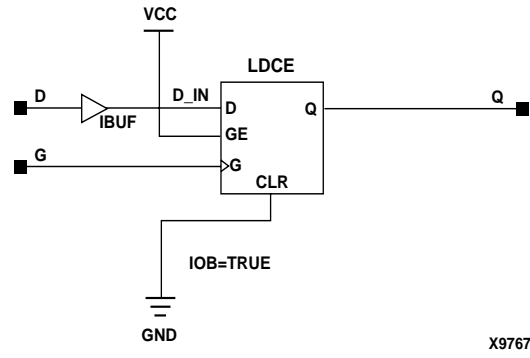 VCC
LDCE
D
D_IN
D
Q
Q
IBUF
GE
G
G
CLR
IOB=TRUE
GND
X9767